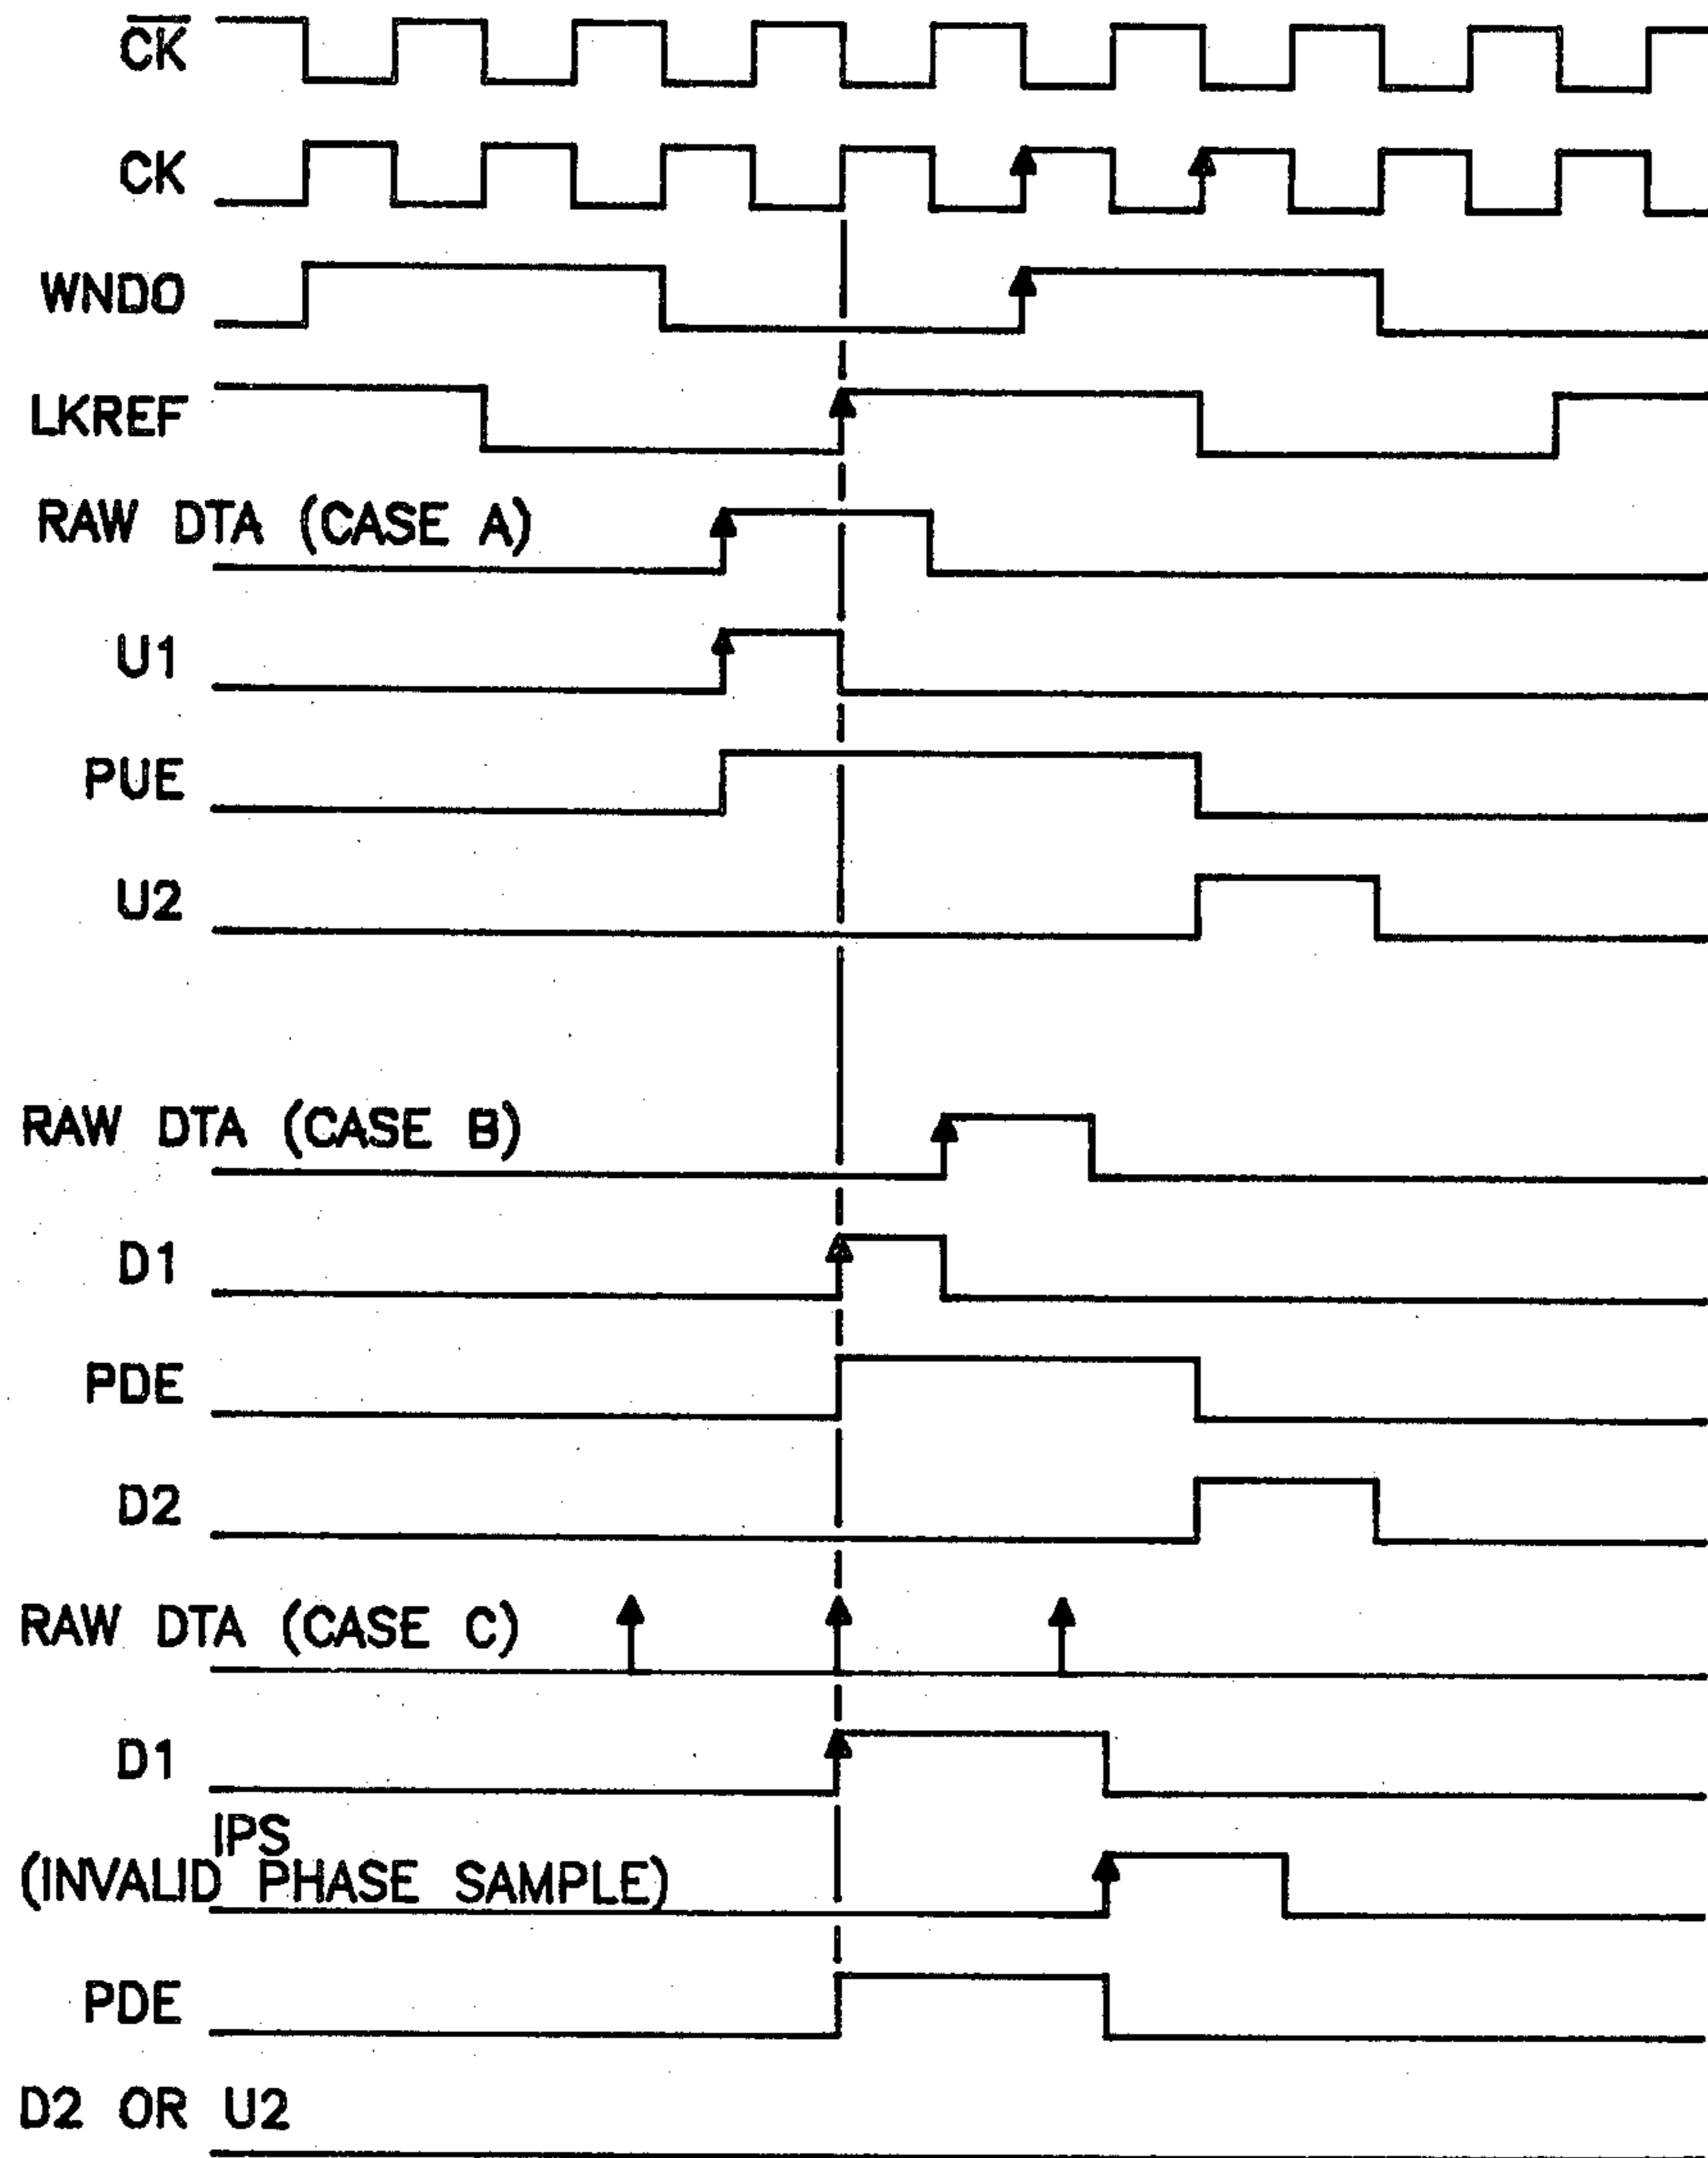 CK
CK
WNDO
LKREF
RAW DTA (CASE A)
U1
PUE
U2
RAW DTA (CASE B)
D1
PDE
D2
RAW DTA (CASE C)
D1
IPS
(INVALID PHASE SAMPLE)
PDE
D2 OR U2